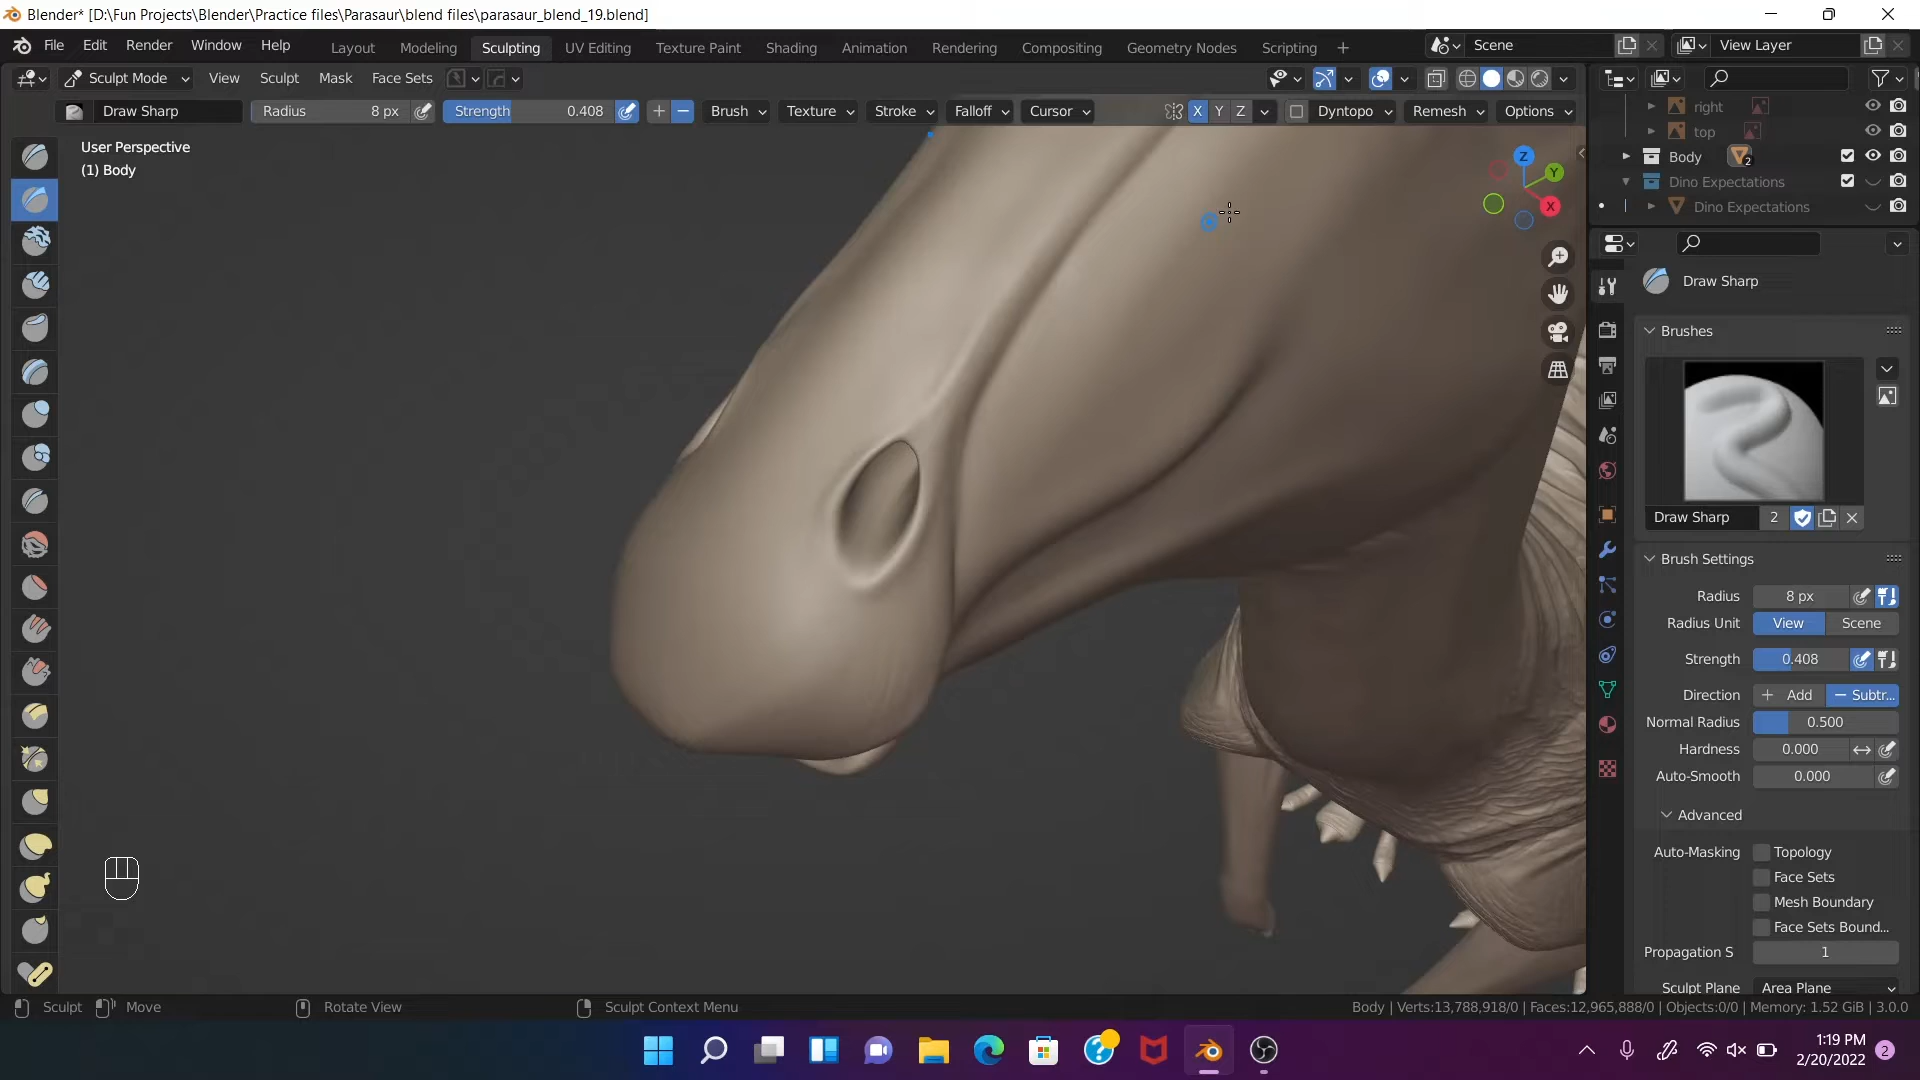 Blender* [D:\Fun Projects\Blender\Practice files\Parasaur\blend files\parasaur_blend_19.blend]
File Edit Render Window Help Layout Modeling Sculpting UV Editing Texture Paint Shading Animation Rendering Compositing Geometry Nodes Scripting + Scene View Layer
Sculpt Mode View Sculpt Mask Face Sets
Draw Sharp Radius 8 px Strength 0.408 Brush Texture Stroke Falloff Cursor X Y Z Dyntopo Remesh Options
right
top
User Perspective
(1) Body
Z
Y
X
Body 2
Dino Expectations
Dino Expectations
Draw Sharp
Brushes
Draw Sharp 2
Brush Settings
Radius 8 px
Radius Unit View Scene
Strength 0.408
Direction + Add − Subtr...
Normal Radius 0.500
Hardness 0.000
Auto-Smooth 0.000
Advanced
Auto-Masking Topology
Face Sets
Mesh Boundary
Face Sets Bound...
Propagation S 1
Sculpt Plane Area Plane
Sculpt Move Rotate View Sculpt Context Menu Body | Verts:13,788,918/0 | Faces:12,965,888/0 | Objects:0/0 | Memory: 1.52 GiB | 3.0.0
1:19 PM
2/20/2022 2